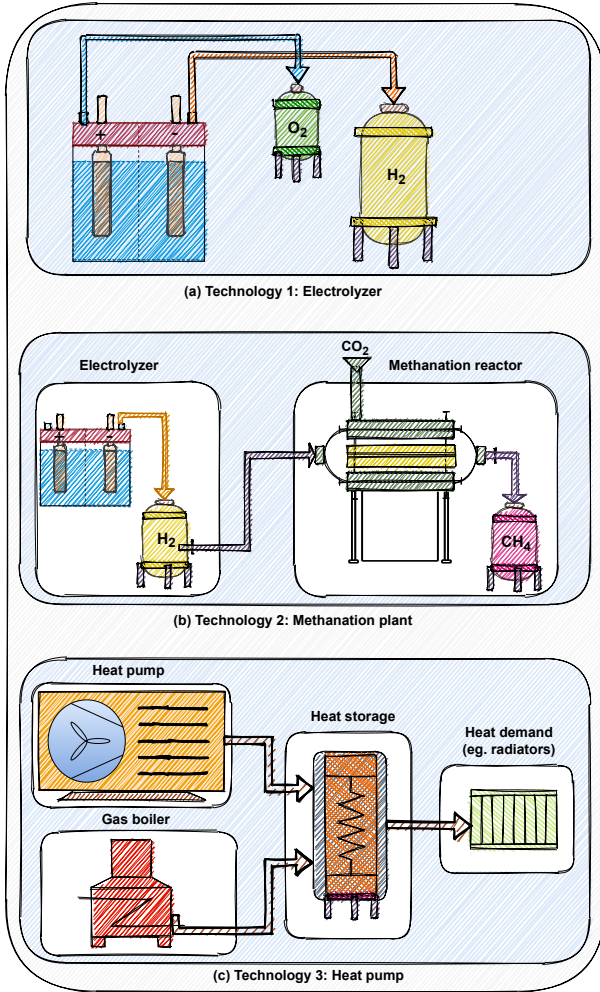 +
-
O2
H2
(a) Technology 1: Electrolyzer
Electrolyzer
CO2
Methanation reactor
+
-
H2
CH4
(b) Technology 2: Methanation plant
Heat pump
Heat storage
Heat demand
(eg. radiators)
Gas boiler
(c) Technology 3: Heat pump